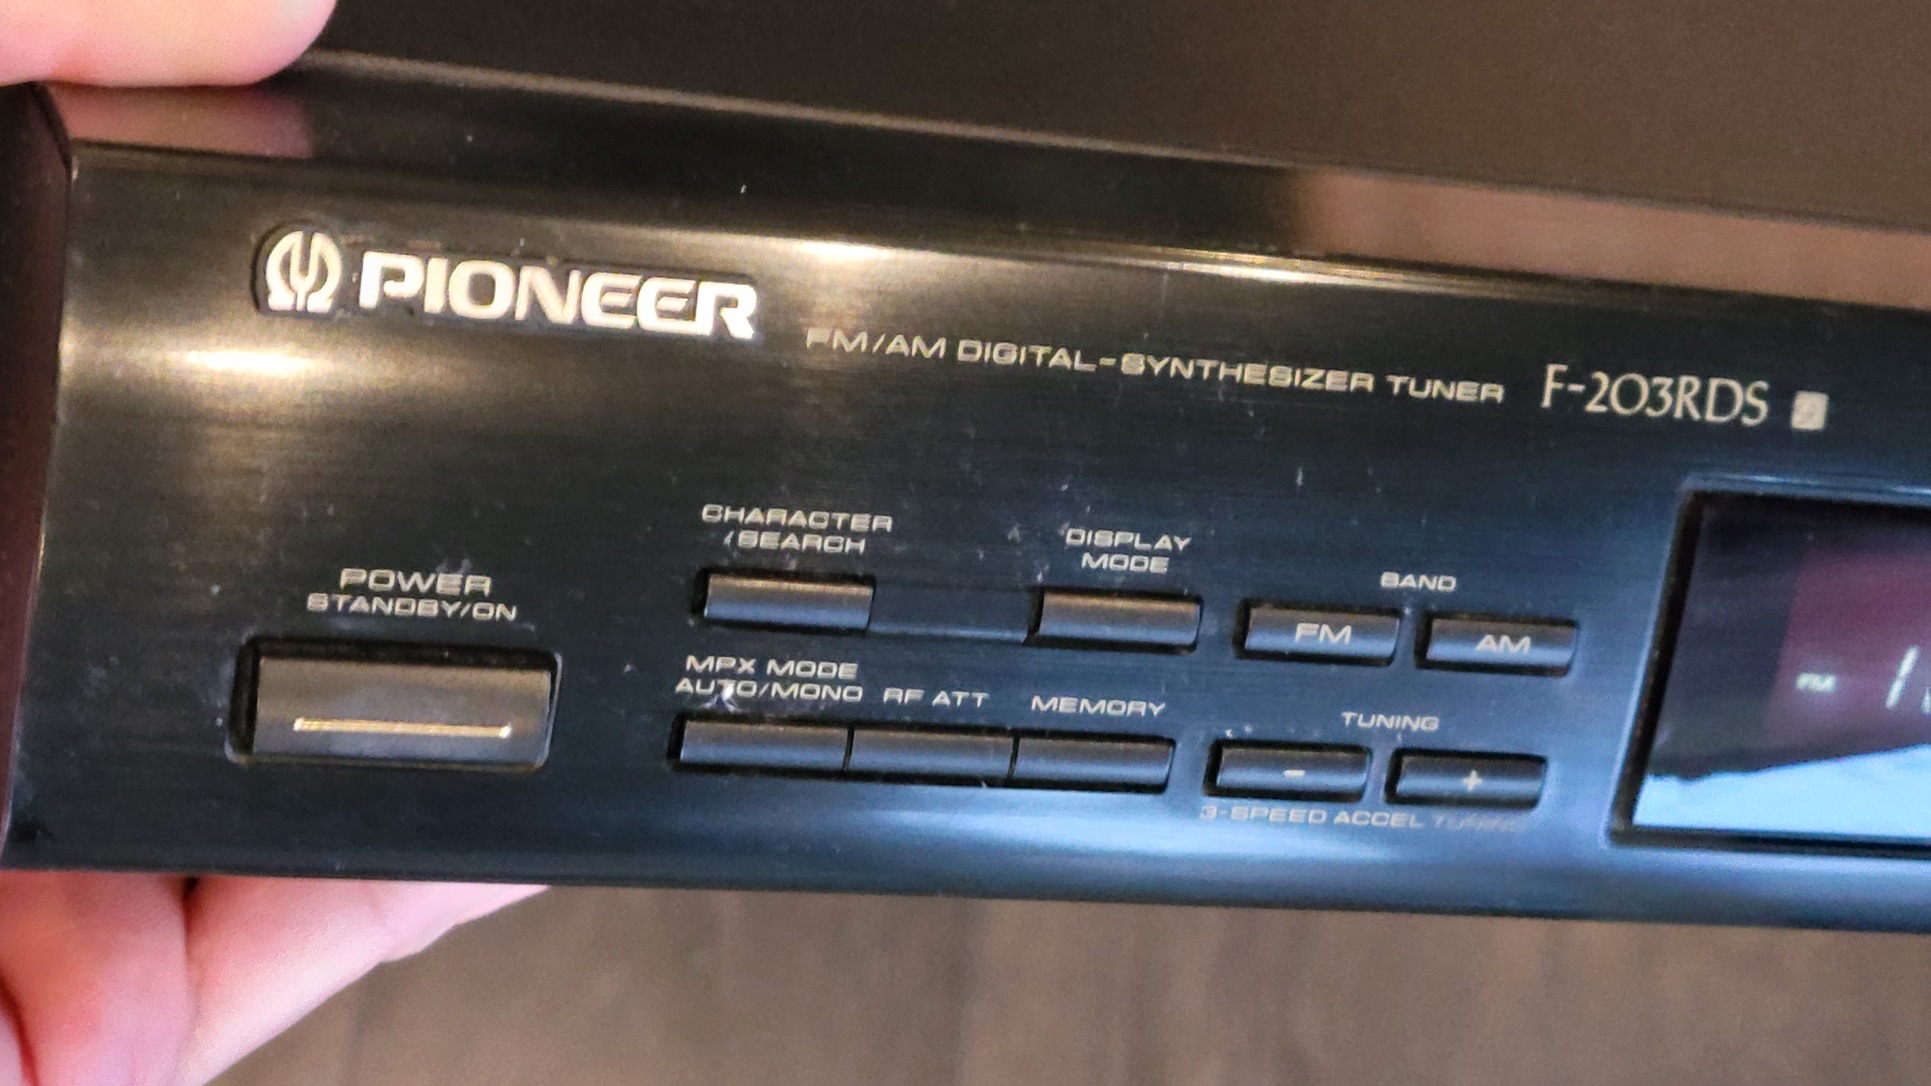 PIONEER
FM/AM DIGITAL-SYNTHESIZER TUNER F-203RDS
CHARACTER
/SEARCH
DISPLAY
MODE
BAND
FM
AM
POWER
STANDBY/ON
MPX MODE
AUTO/MONO
RF ATT
MEMORY
TUNING
-
+
3-SPEED ACCEL TUNING
FM